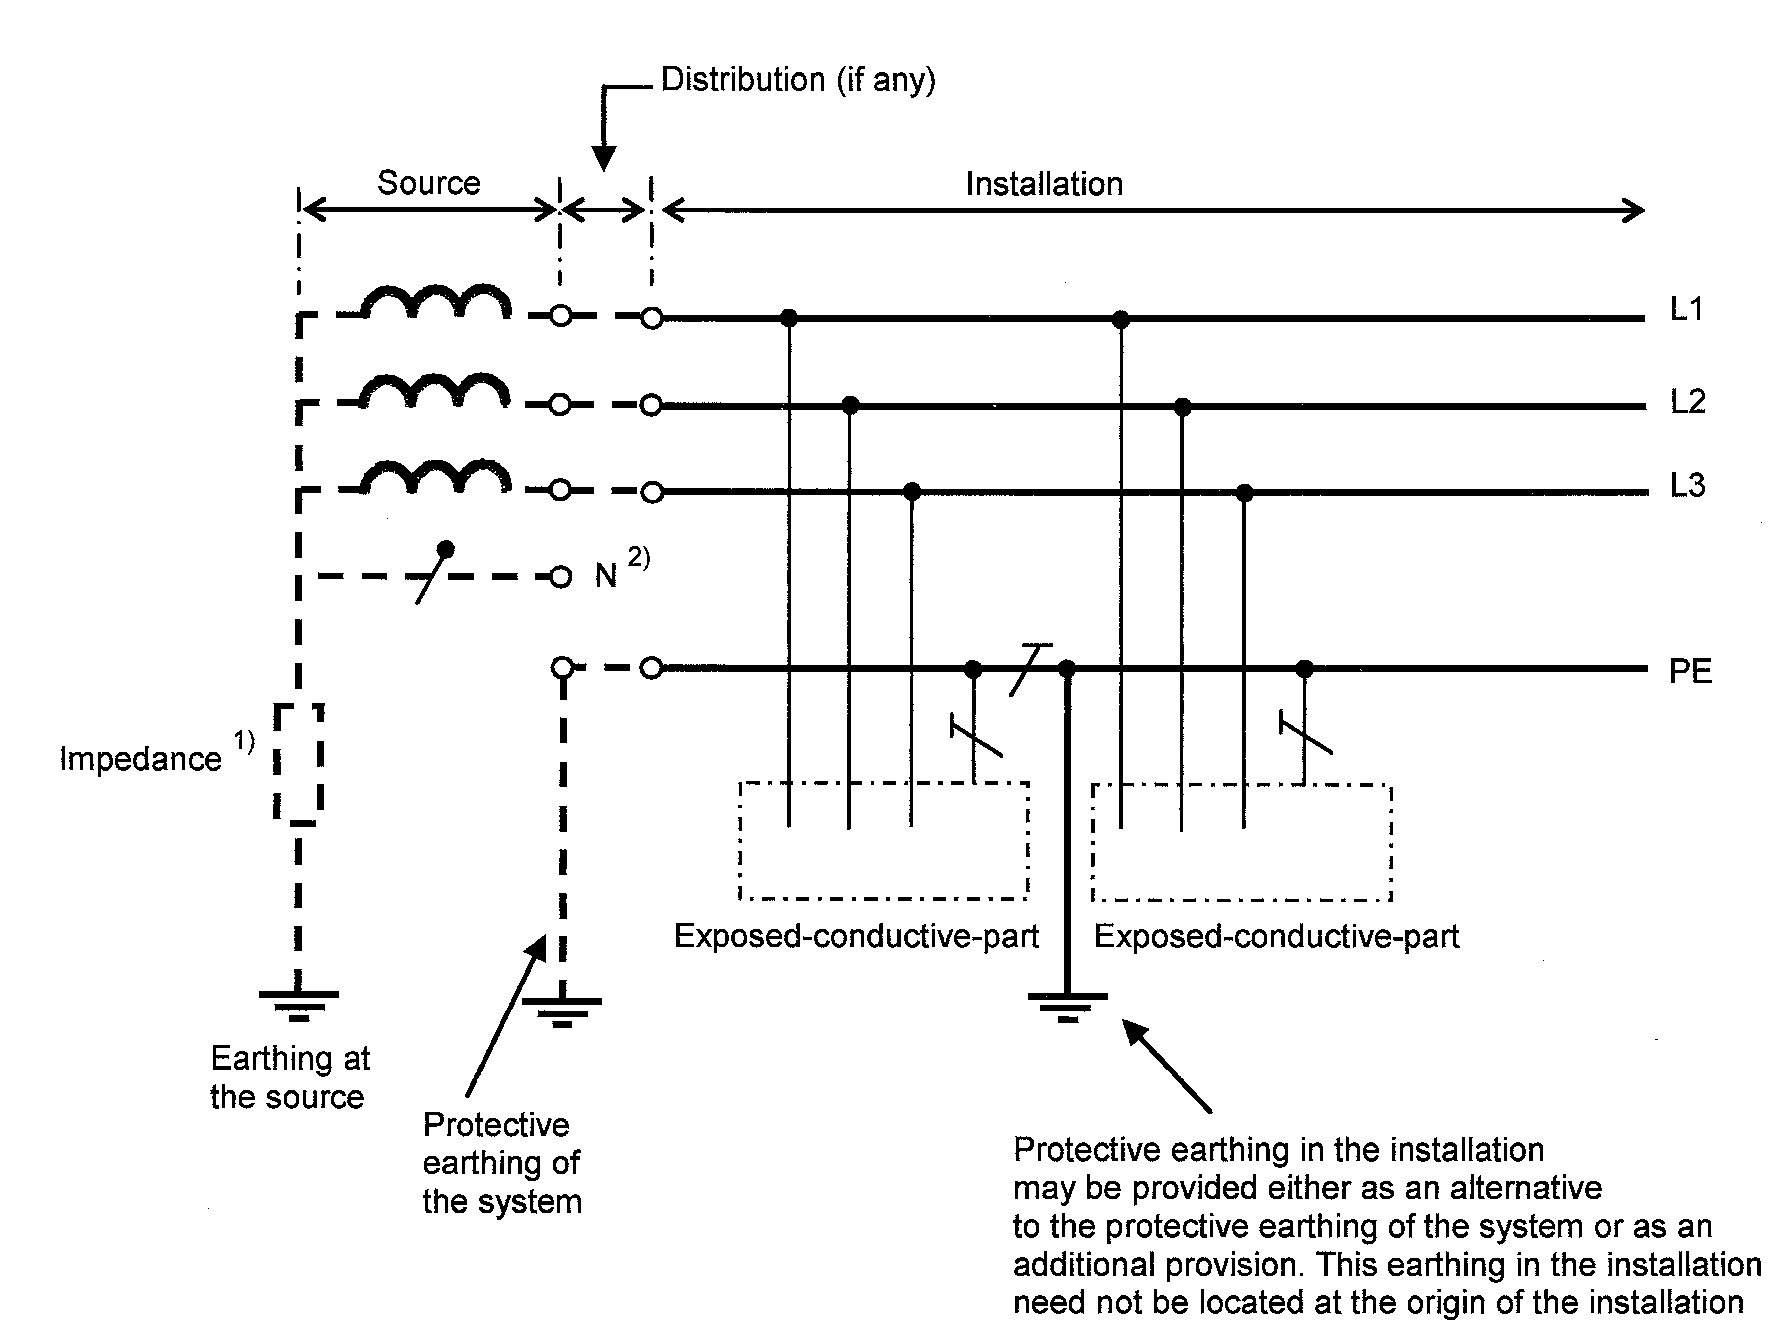 Distribution (if any)
Source
Installation
L1
L2
L3
N 2)
PE
Impedance 1)
Exposed-conductive-part
Exposed-conductive-part
Earthing at
the source
Protective
earthing of
the system
Protective earthing in the installation
may be provided either as an alternative
to the protective earthing of the system or as an
additional provision. This earthing in the installation
need not be located at the origin of the installation